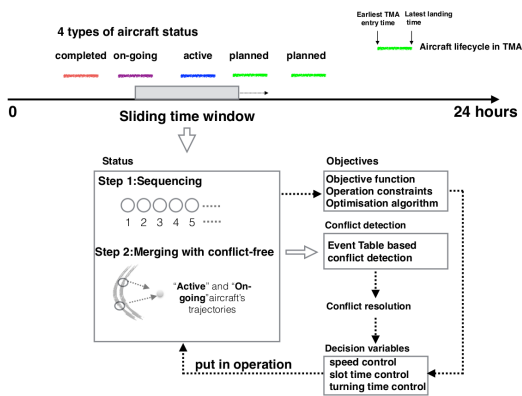 4 types of aircraft status
Earliest TMA
entry time
Latest landing
time
Aircraft lifecycle in TMA
completed
on-going
active
planned
planned
0
Sliding time window
24 hours
Status
Step 1:Sequencing
1 2 3 4 5
Step 2:Merging with conflict-free
"Active" and "On-
going"aircraft's
trajectories
Objectives
Objective function
Operation constraints
Optimisation algorithm
Conflict detection
Event Table based
conflict detection
Conflict resolution
Decision variables
speed control
slot time control
turning time control
put in operation